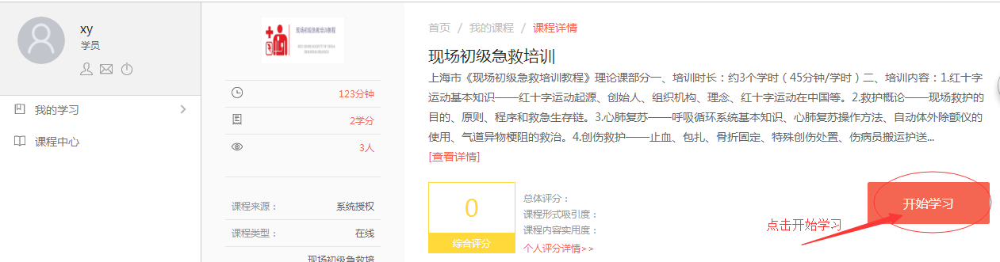 xy
学员
我的学习
课程中心
现场初级急救培训教程
123分钟
2学分
3人
课程来源：
系统授权
课程类型：
在线
现场初级急救培
首页 / 我的课程 / 课程详情
现场初级急救培训
上海市《现场初级急救培训教程》理论课部分一、培训时长：约3个学时（45分钟/学时）二、培训内容：1.红十字
运动基本知识——红十字运动起源、创始人、组织机构、理念、红十字运动在中国等。2.救护概论——现场救护的
目的、原则、程序和救急生存链。3.心肺复苏——呼吸循环系统基本知识、心肺复苏操作方法、自动体外除颤仪的
使用、气道异物梗阻的救治。4.创伤救护——止血、包扎、骨折固定、特殊创伤处置、伤病员搬运护送...
[查看详情]
0
综合评分
总体评分：
课程形式吸引度：
课程内容实用度：
个人评分详情>>
点击开始学习
开始学习